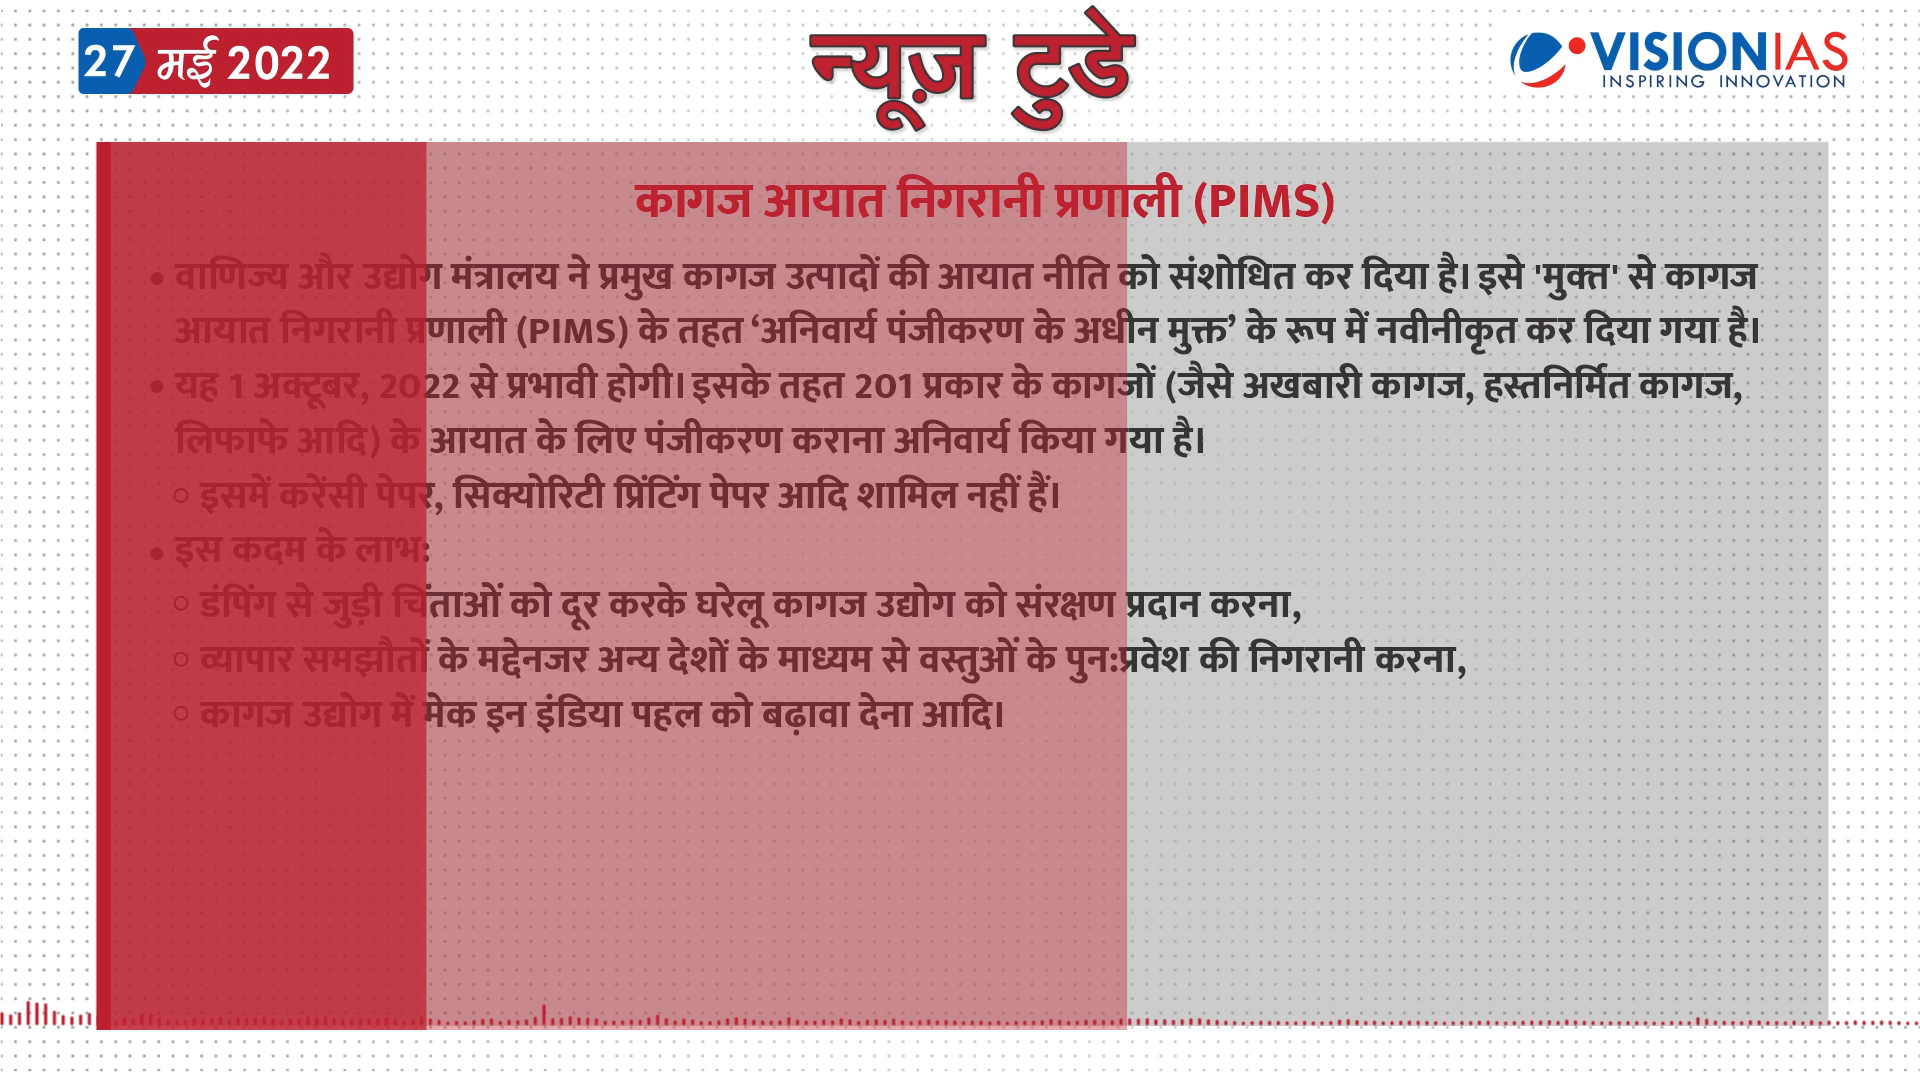 27 मई 2022
न्यूज़ टुडे
VISIONIAS
INSPIRING INNOVATION
कागज आयात निगरानी प्रणाली (PIMS)
• वाणिज्य और उद्योग मंत्रालय ने प्रमुख कागज उत्पादों की आयात नीति को संशोधित कर दिया है। इसे 'मुक्त' से कागज
आयात निगरानी प्रणाली (PIMS) के तहत ‘अनिवार्य पंजीकरण के अधीन मुक्त’ के रूप में नवीनीकृत कर दिया गया है।
• यह 1 अक्टूबर, 2022 से प्रभावी होगी। इसके तहत 201 प्रकार के कागजों (जैसे अखबारी कागज, हस्तनिर्मित कागज,
लिफाफे आदि) के आयात के लिए पंजीकरण कराना अनिवार्य किया गया है।
○ इसमें करेंसी पेपर, सिक्योरिटी प्रिंटिंग पेपर आदि शामिल नहीं हैं।
• इस कदम के लाभ:
○ डंपिंग से जुड़ी चिंताओं को दूर करके घरेलू कागज उद्योग को संरक्षण प्रदान करना,
○ व्यापार समझौतों के मद्देनजर अन्य देशों के माध्यम से वस्तुओं के पुन:प्रवेश की निगरानी करना,
○ कागज उद्योग में मेक इन इंडिया पहल को बढ़ावा देना आदि।